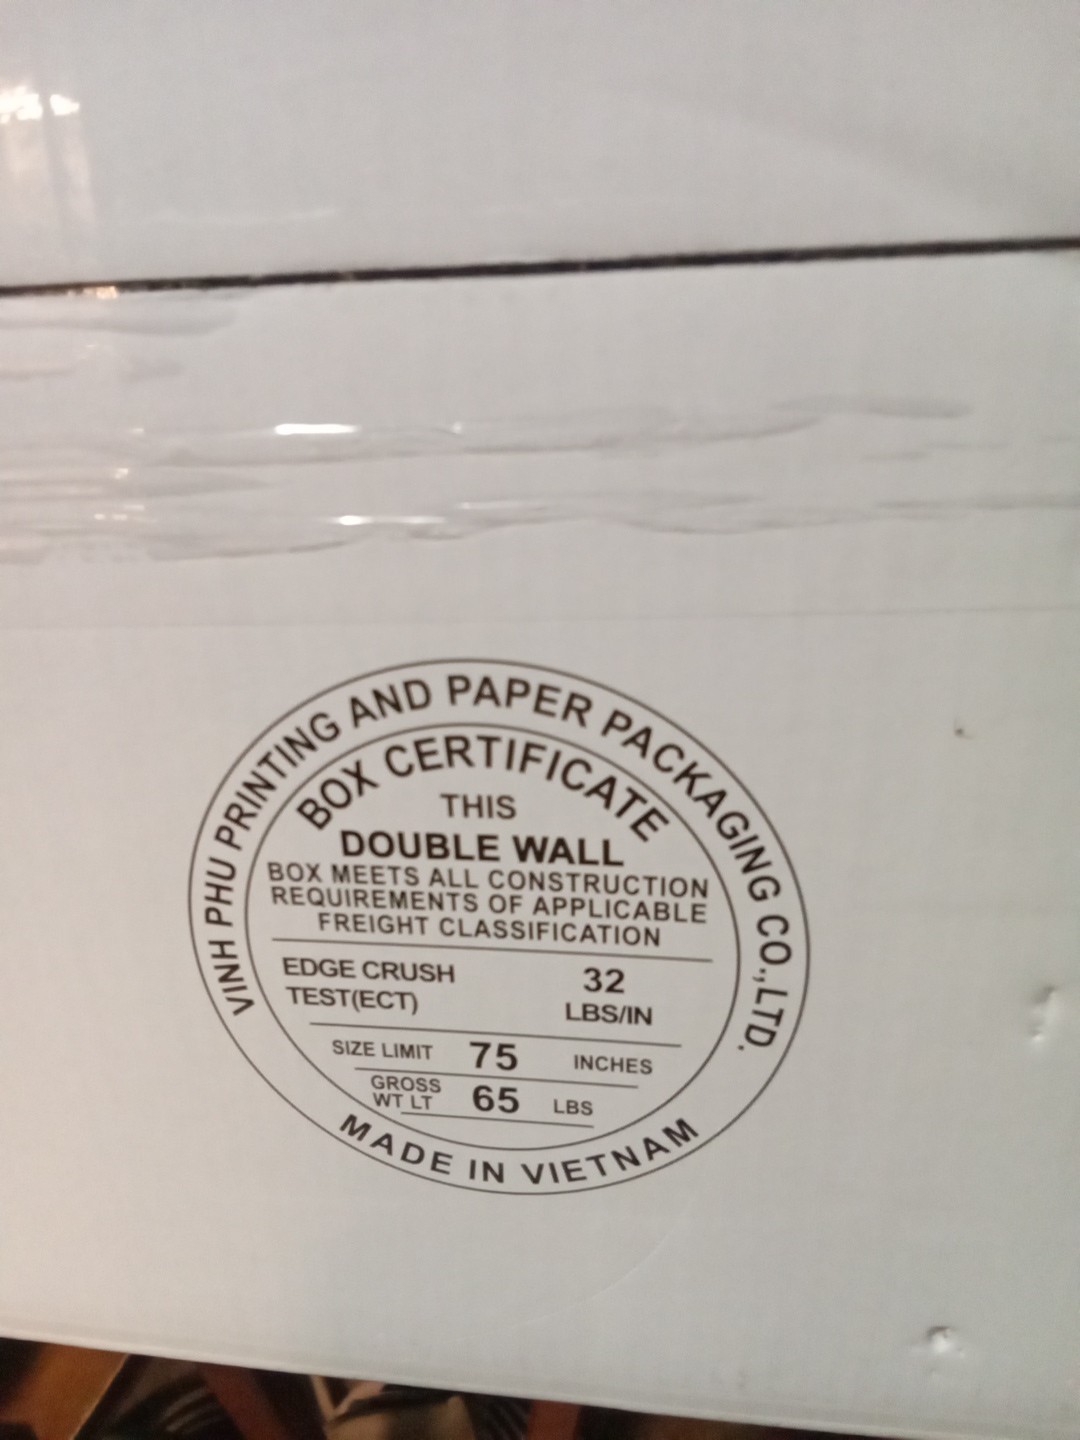 VINH PHU PRINTING AND PAPER PACKAGING CO.,LTD.
BOX CERTIFICATE
THIS
DOUBLE WALL
BOX MEETS ALL CONSTRUCTION
REQUIREMENTS OF APPLICABLE
FREIGHT CLASSIFICATION
EDGE CRUSH 32
TEST(ECT) LBS/IN
SIZE LIMIT 75 INCHES
GROSS
WT LT 65 LBS
MADE IN VIETNAM